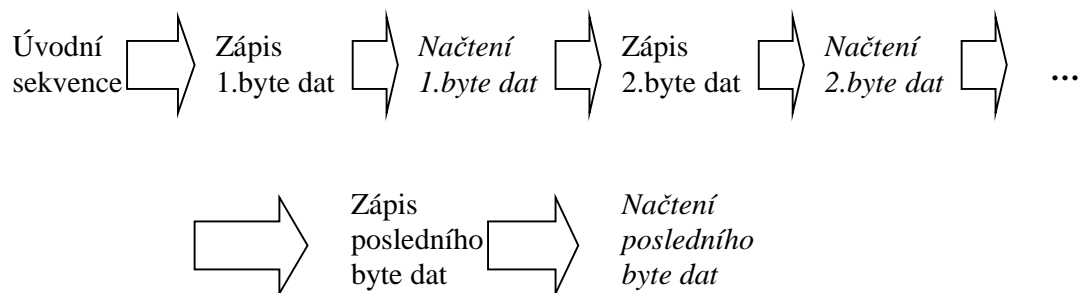 Úvodní
sekvence
Zápis
1.byte dat
Načtení
1.byte dat
Zápis
2.byte dat
Načtení
2.byte dat
...
Zápis
posledního
byte dat
Načtení
posledního
byte dat